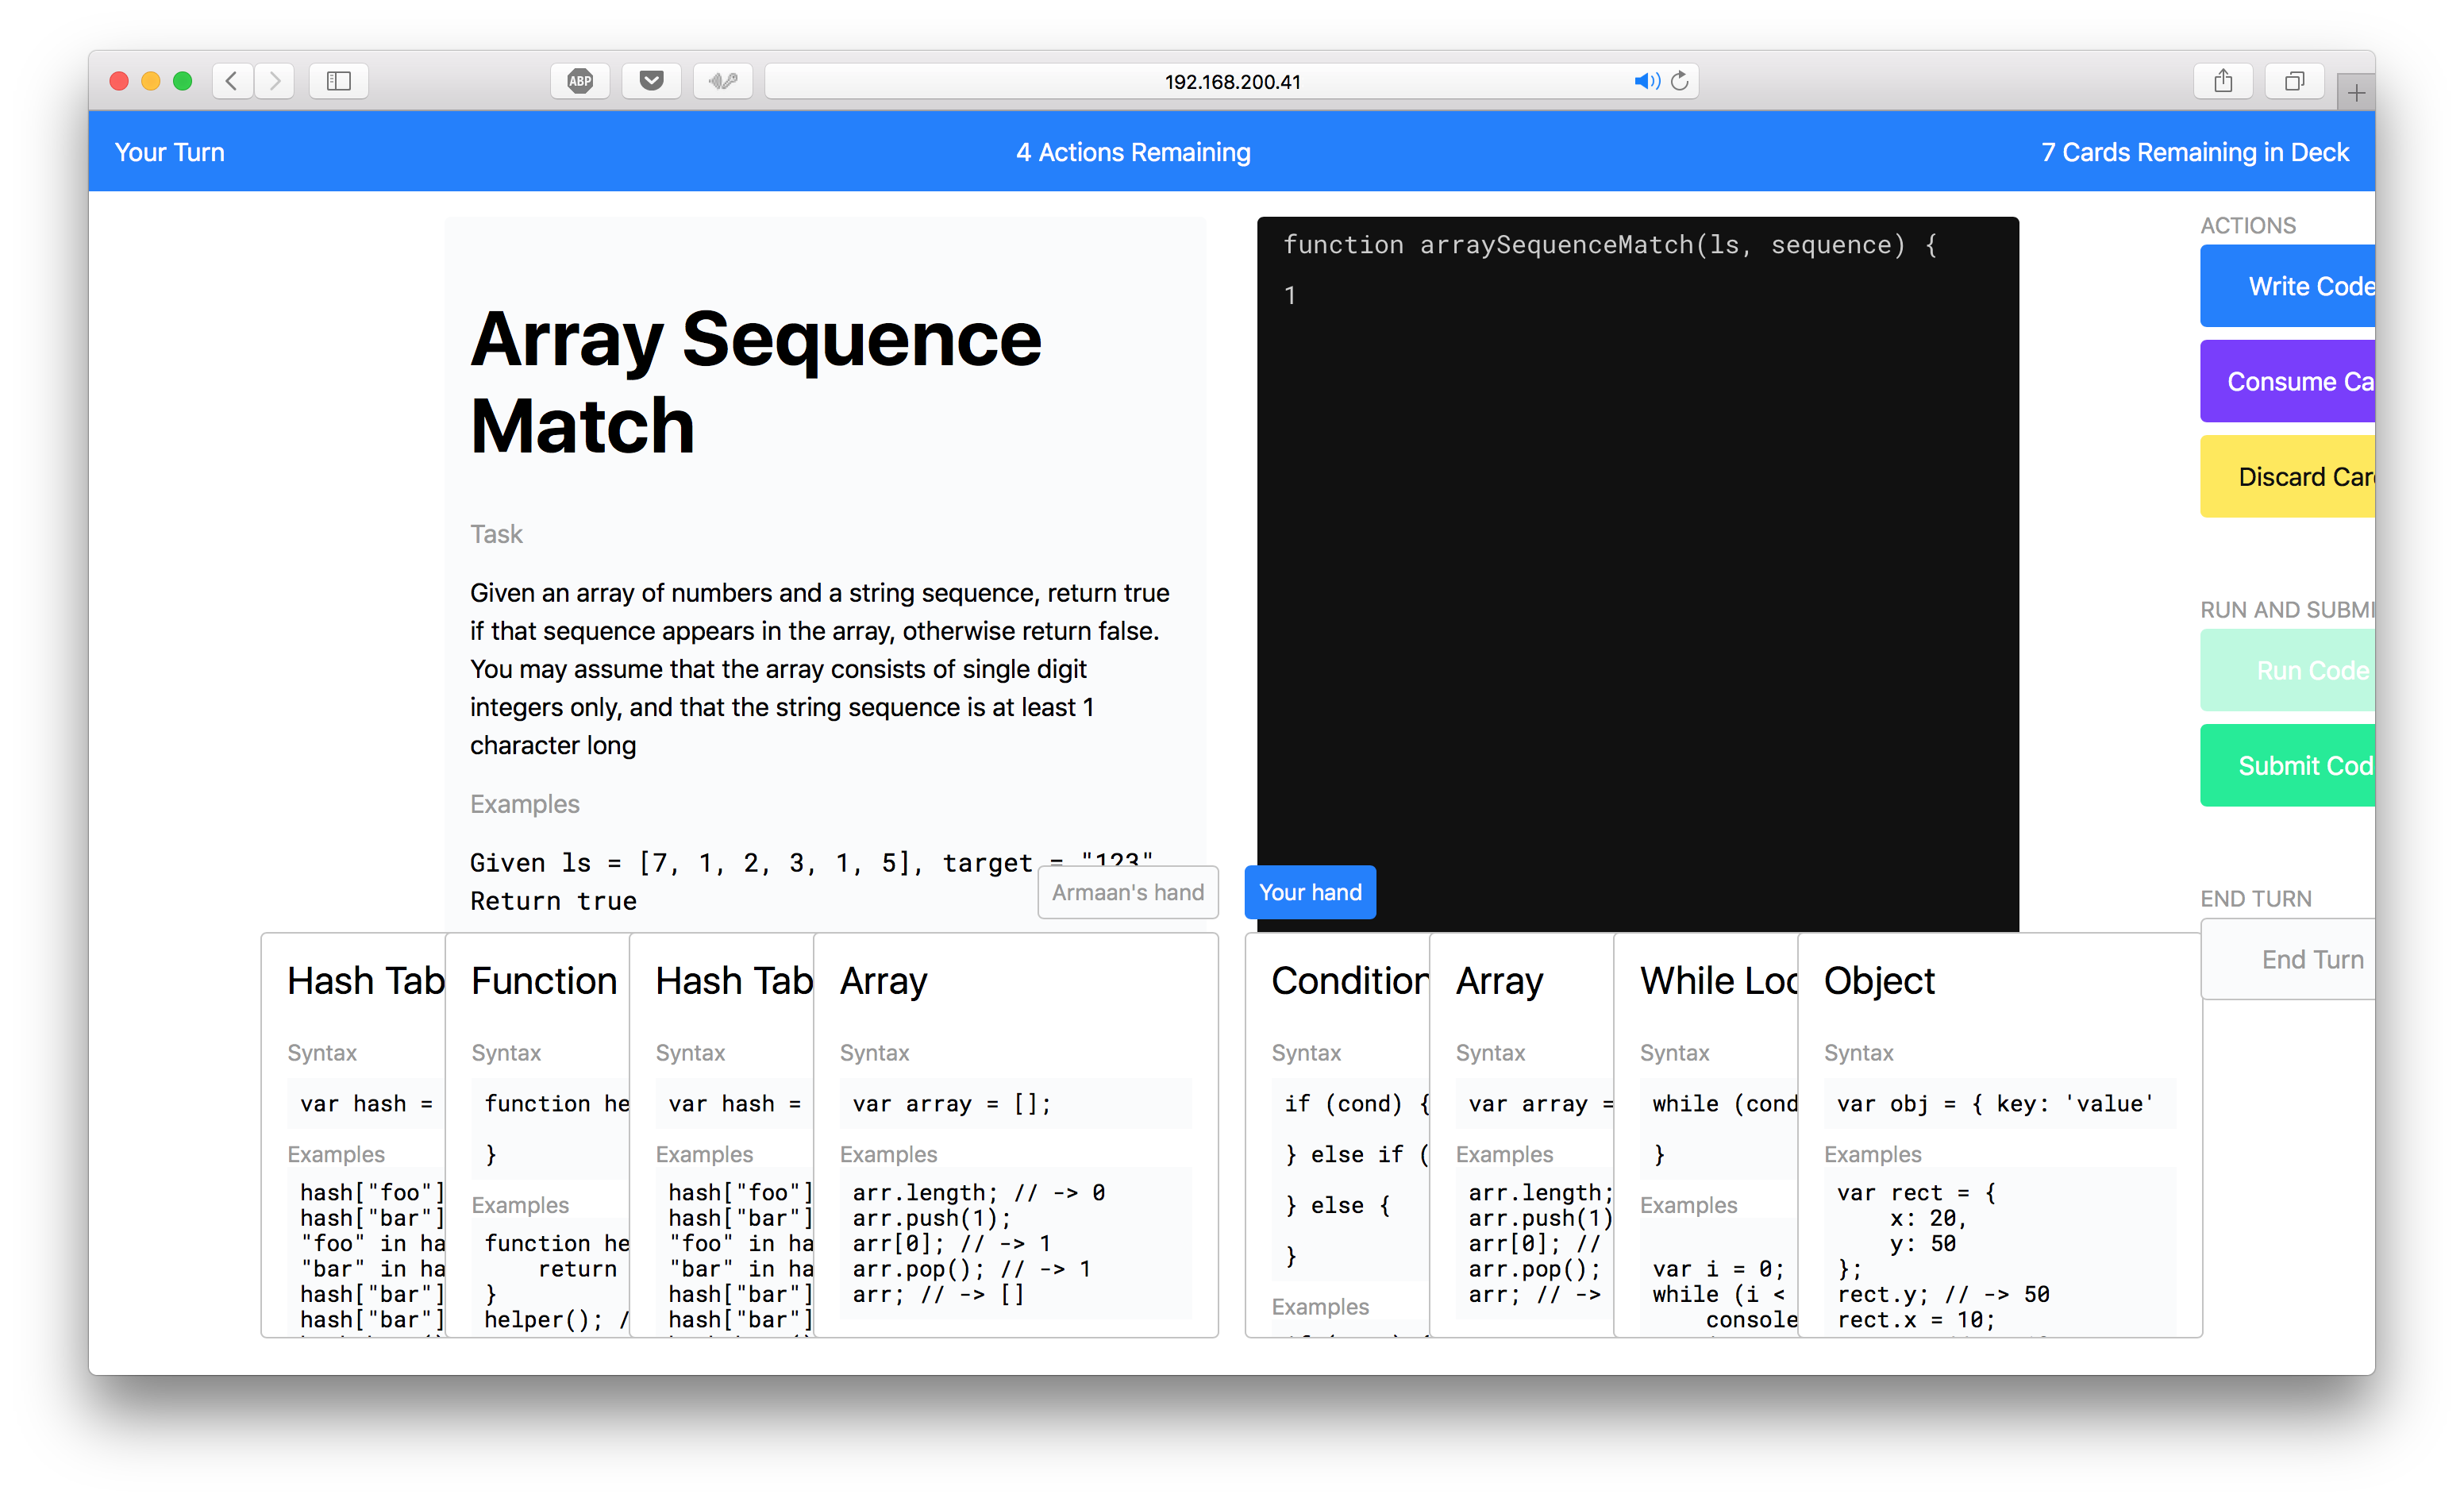 ABP
192.168.200.41
Your Turn
4 Actions Remaining
7 Cards Remaining in Deck
Array Sequence
Match
Task
Given an array of numbers and a string sequence, return true
if that sequence appears in the array, otherwise return false.
You may assume that the array consists of single digit
integers only, and that the string sequence is at least 1
character long
Examples
Given ls = [7, 1, 2, 3, 1, 5], target = "123"
Return true
function arraySequenceMatch(ls, sequence) {
1
ACTIONS
Write Code
Consume Ca
Discard Car
RUN AND SUBMI
Run Code
Submit Cod
END TURN
End Turn
Armaan's hand
Hash Tab
Syntax
var hash =
Examples
hash["foo"]
hash["bar"]
"foo" in ha
"bar" in ha
hash["bar"]
hash["bar"]
Function
Syntax
function he
}
Examples
function he
return
}
helper(); /
Hash Tab
Syntax
var hash =
Examples
hash["foo"]
hash["bar"]
"foo" in ha
"bar" in ha
hash["bar"]
hash["bar"]
Array
Syntax
var array = [];
Examples
arr.length; // -> 0
arr.push(1);
arr[0]; // -> 1
arr.pop(); // -> 1
arr; // -> []
Your hand
Condition
Syntax
if (cond) {
} else if (
} else {
}
Examples
Array
Syntax
var array =
Examples
arr.length;
arr.push(1)
arr[0]; //
arr.pop();
arr; // ->
While Loo
Syntax
while (cond
}
Examples
var i = 0;
while (i <
console
Object
Syntax
var obj = { key: 'value'
Examples
var rect = {
x: 20,
y: 50
};
rect.y; // -> 50
rect.x = 10;